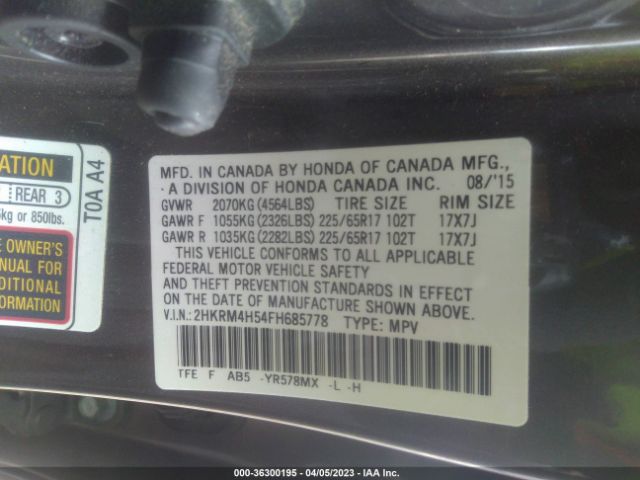 ATION
REAR 3
kg or 850lbs.
E OWNER'S
ANUAL FOR
DDITIONAL
FORMATION
T0A A4
MFD. IN CANADA BY HONDA OF CANADA MFG.,
A DIVISION OF HONDA CANADA INC. 08/'15
GVWR 2070KG (4564LBS) TIRE SIZE RIM SIZE
GAWR F 1055KG (2326LBS) 225/65R17 102T 17X7J
GAWR R 1035KG (2282LBS) 225/65R17 102T 17X7J
THIS VEHICLE CONFORMS TO ALL APPLICABLE
FEDERAL MOTOR VEHICLE SAFETY
AND THEFT PREVENTION STANDARDS IN EFFECT
ON THE DATE OF MANUFACTURE SHOWN ABOVE.
V.I.N.: 2HKRM4H54FH685778 TYPE: MPV
TFE F AB5 -YR578MX -L -H
000-36300195 - 04/05/2023 - IAA Inc.